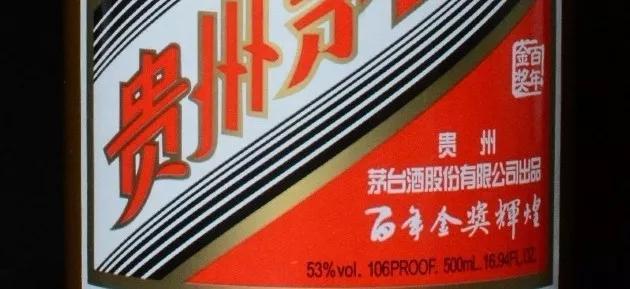 贵州茅
百年
金奖
贵州
茅台酒股份有限公司出品
百年金奖辉煌
53%vol. 106PROOF. 500mL.16.94FL.OZ.